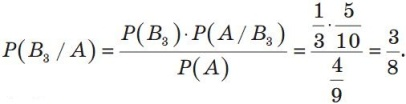 P(B₃ / A) = P(B₃)·P(A / B₃) / P(A) = (1/3 · 5/10) / (4/9) = 3/8.